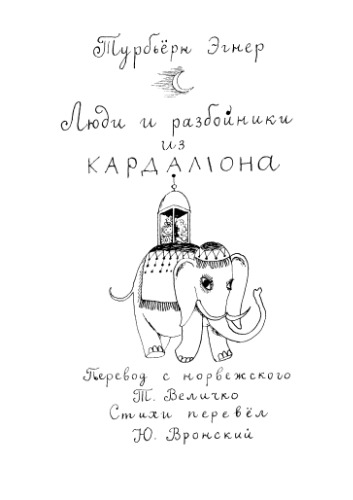 Турбьёрн Эгнер
Люди и разбойники
из
КАРДАМОНА
Перевод с норвежского
Т. Величко
Стихи перевёл
Ю. Вронский